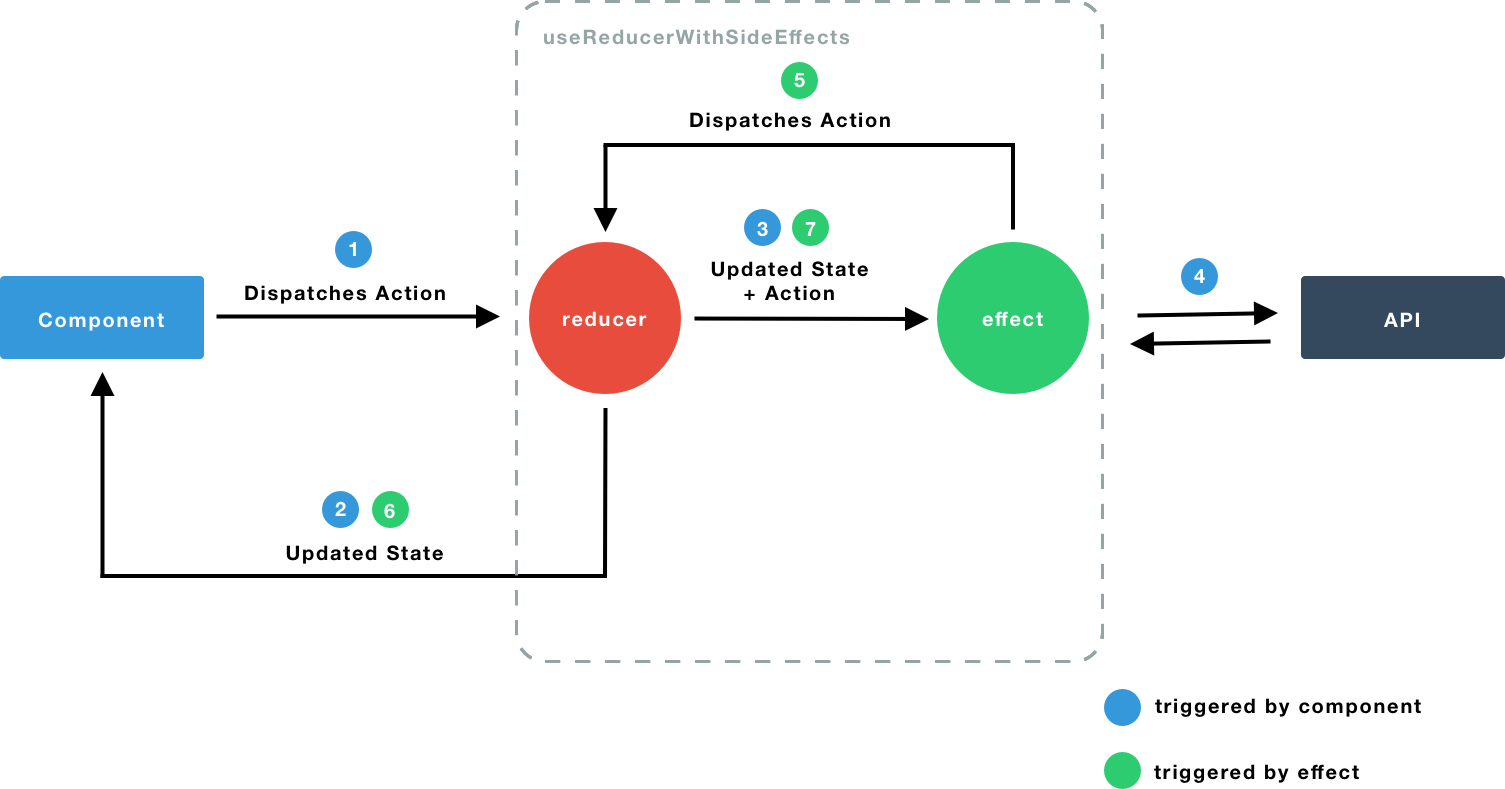 useReducerWithSideEffects
5
Dispatches Action
1
Dispatches Action
3 7
Updated State
+ Action
4
Component
reducer
effect
API
2 6
Updated State
triggered by component
triggered by effect